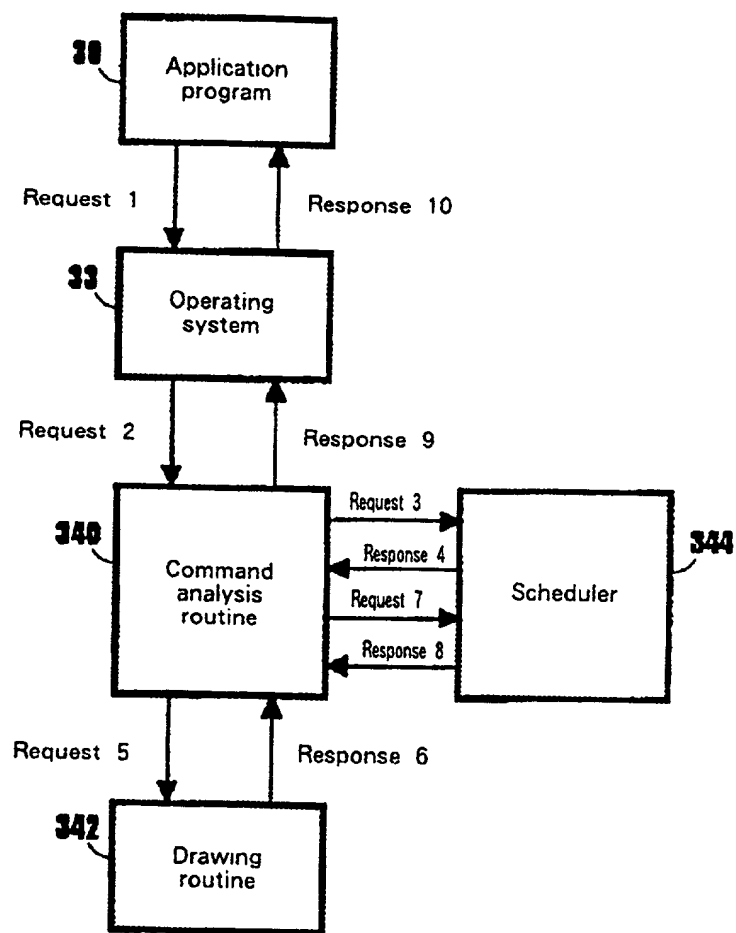 30
Application
program
Request 1
Response 10
33
Operating
system
Request 2
Response 9
340
Command
analysis
routine
Request 3
Response 4
Request 7
Response 8
Scheduler
344
Request 5
Response 6
342
Drawing
routine